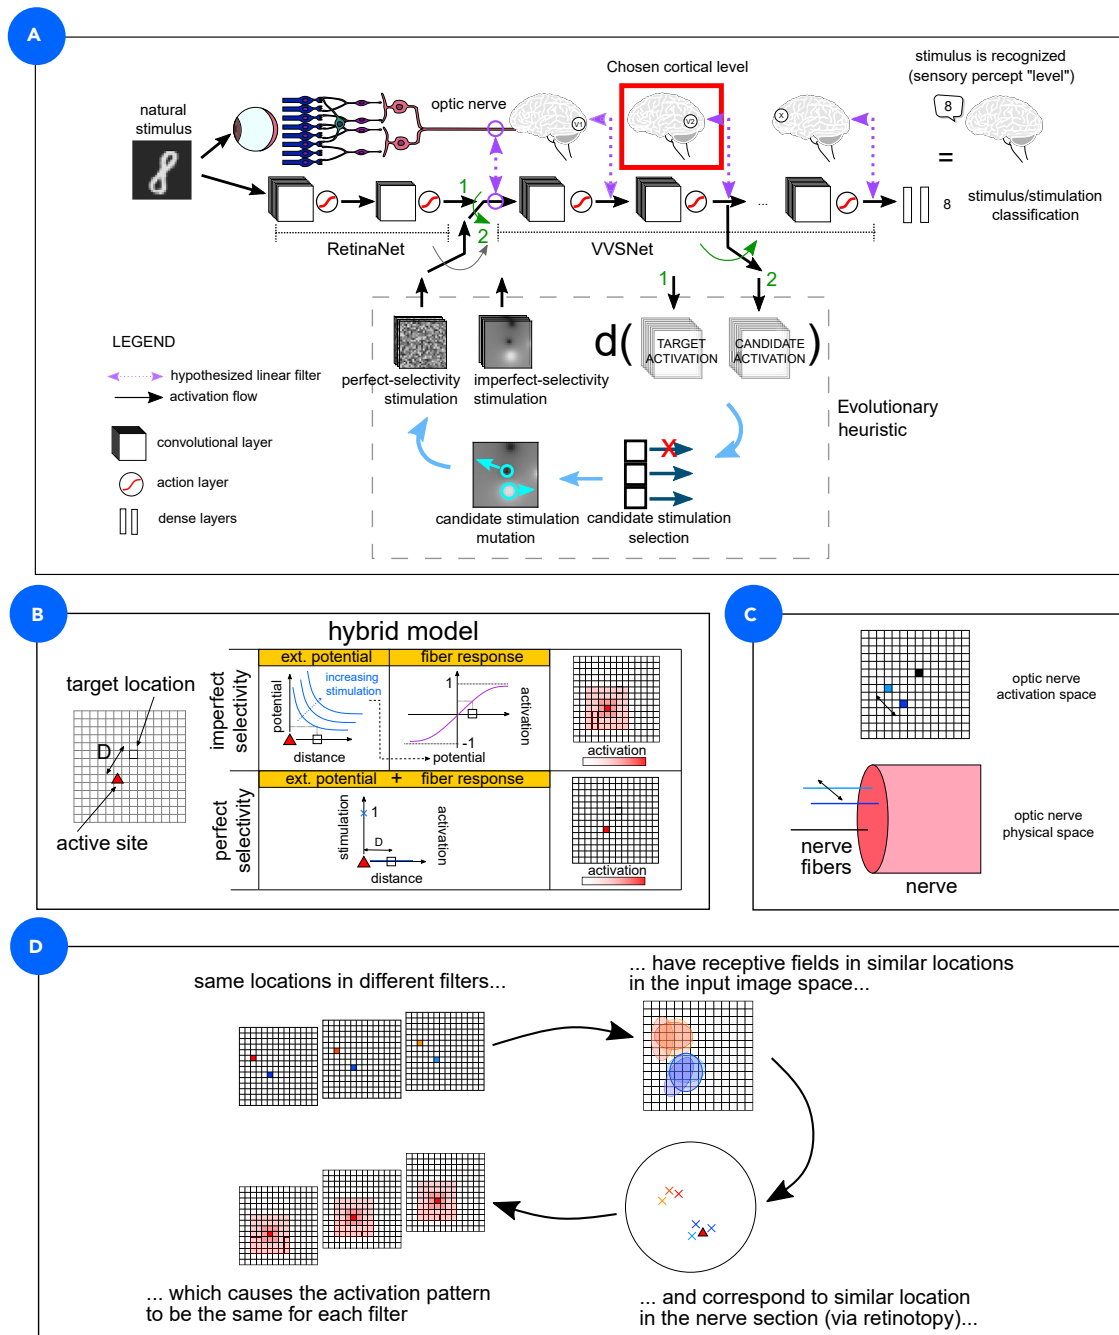 A
natural
stimulus
optic nerve
V1
Chosen cortical level
V2
X
stimulus is recognized
(sensory percept "level")
8
=
1
2
...
8
stimulus/stimulation
classification
RetinaNet
VVSNet
1
2
d(
TARGET
ACTIVATION
CANDIDATE
ACTIVATION
)
LEGEND
hypothesized linear filter
activation flow
convolutional layer
action layer
dense layers
perfect-selectivity
stimulation
imperfect-selectivity
stimulation
Evolutionary
heuristic
X
candidate stimulation
mutation
candidate stimulation
selection
B
hybrid model
target location
D
active site
imperfect
selectivity
ext. potential
fiber response
potential
increasing
stimulation
distance
1
-1
potential
activation
activation
perfect
selectivity
ext. potential + fiber response
stimulation
1
D
distance
activation
activation
C
optic nerve
activation space
optic nerve
physical space
nerve
fibers
nerve
D
same locations in different filters...
... have receptive fields in similar locations
in the input image space...
... which causes the activation pattern
to be the same for each filter
... and correspond to similar location
in the nerve section (via retinotopy)...